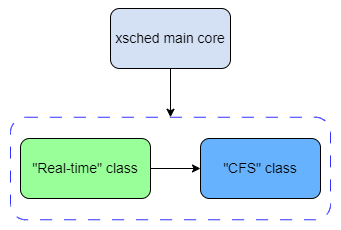 xsched main core
"Real-time" class
"CFS" class